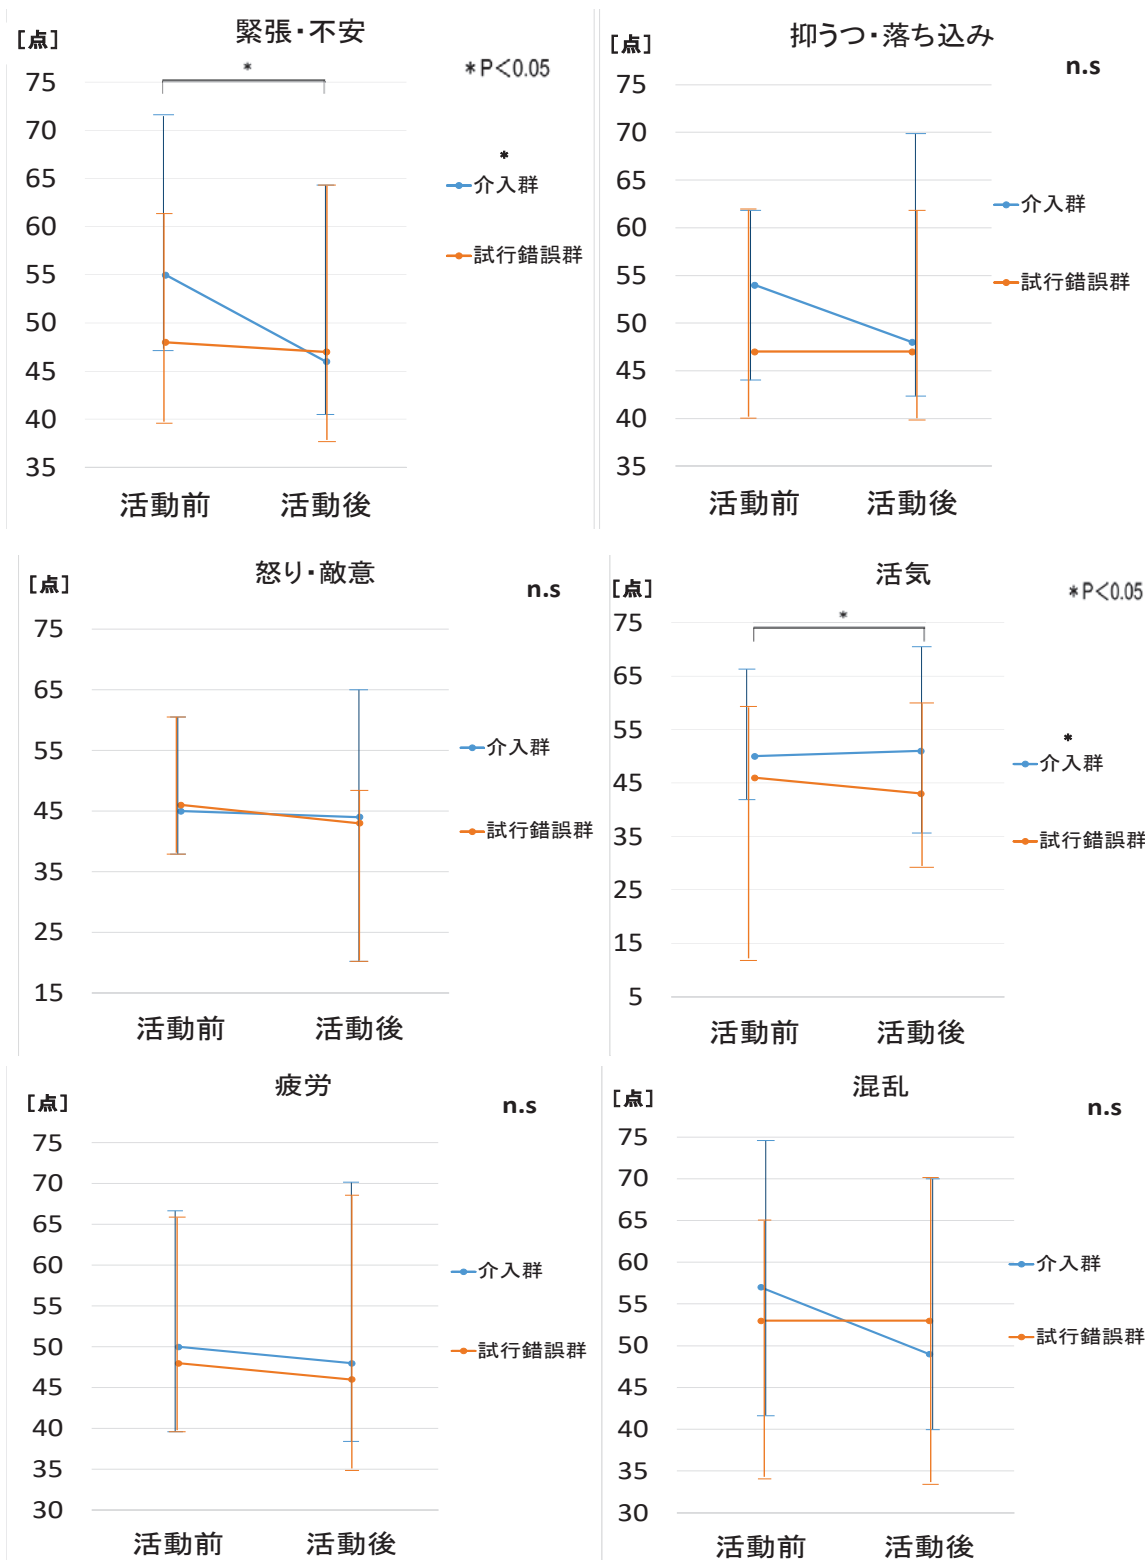 緊張・不安
[点]
*
*P<0.05
75
70
65
60
55
50
45
40
35
*
介入群
試行錯誤群
活動前
活動後
抑うつ・落ち込み
[点]
n.s
75
70
65
60
55
50
45
40
35
介入群
試行錯誤群
活動前
活動後
怒り・敵意
[点]
n.s
75
65
55
45
35
25
15
介入群
試行錯誤群
活動前
活動後
活気
[点]
*P<0.05
*
75
65
55
45
35
25
15
5
*
介入群
試行錯誤群
活動前
活動後
疲労
[点]
n.s
75
70
65
60
55
50
45
40
35
30
介入群
試行錯誤群
活動前
活動後
混乱
[点]
n.s
75
70
65
60
55
50
45
40
35
30
介入群
試行錯誤群
活動前
活動後